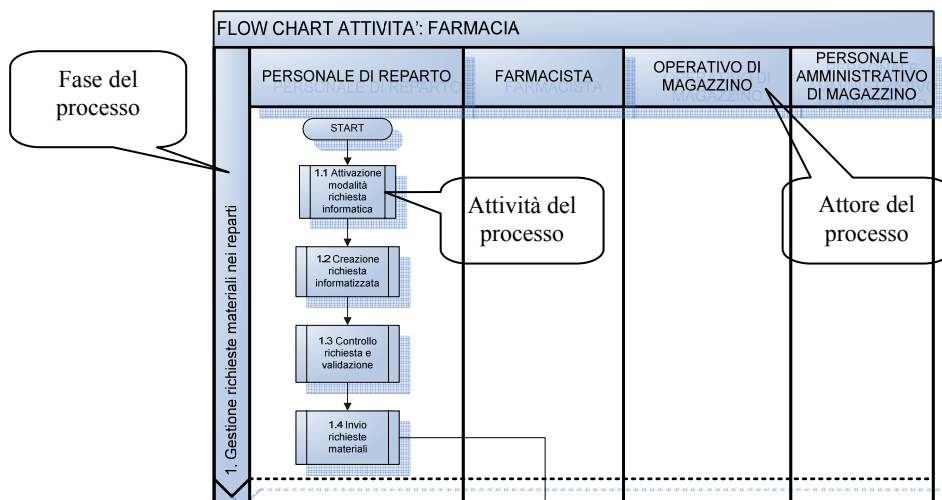 FLOW CHART ATTIVITA': FARMACIA
Fase del
processo
PERSONALE DI REPARTO
FARMACISTA
OPERATIVO DI
MAGAZZINO
PERSONALE
AMMINISTRATIVO
DI MAGAZZINO
START
1.1 Attivazione
modalità
richiesta
informatica
Attività del
processo
Attore del
processo
1.2 Creazione
richiesta
informatizzata
1.3 Controllo
richiesta e
validazione
1.4 Invio
richieste
materiali
1. Gestione richieste materiali nei reparti